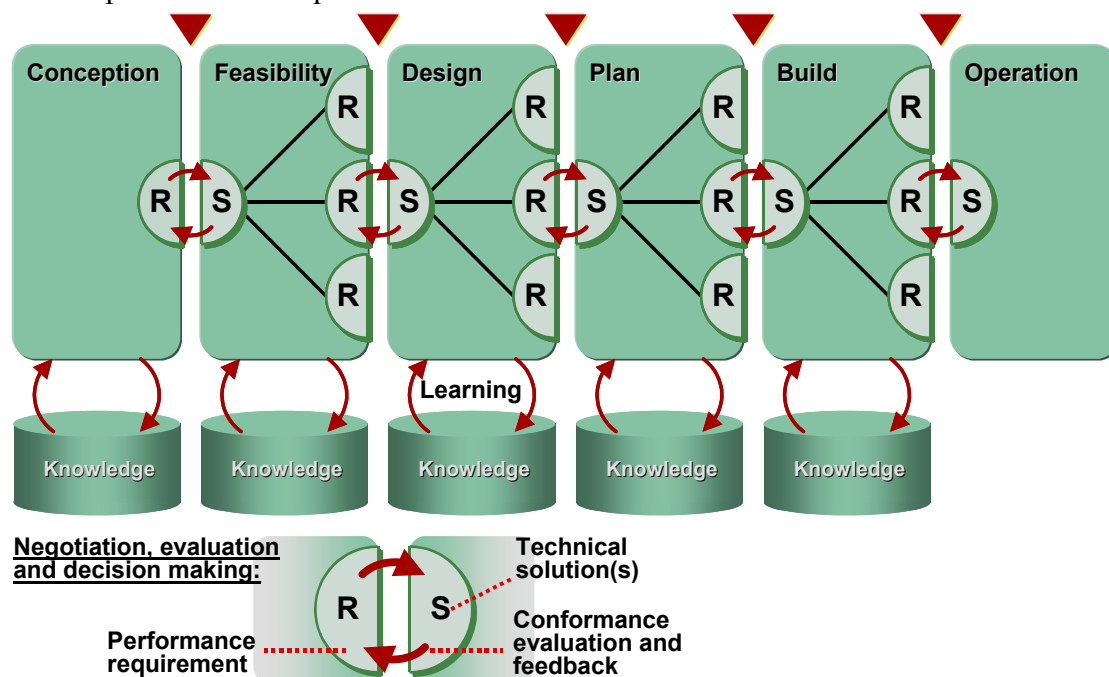 Conception
Feasibility
Design
Plan
Build
Operation
R
R
R
R
R S
R S
R S
R S
R S
R
R
R
R
Learning
Knowledge
Knowledge
Knowledge
Knowledge
Knowledge
Negotiation, evaluation
and decision making:
Technical
solution(s)
R S
Performance
requirement
Conformance
evaluation and
feedback